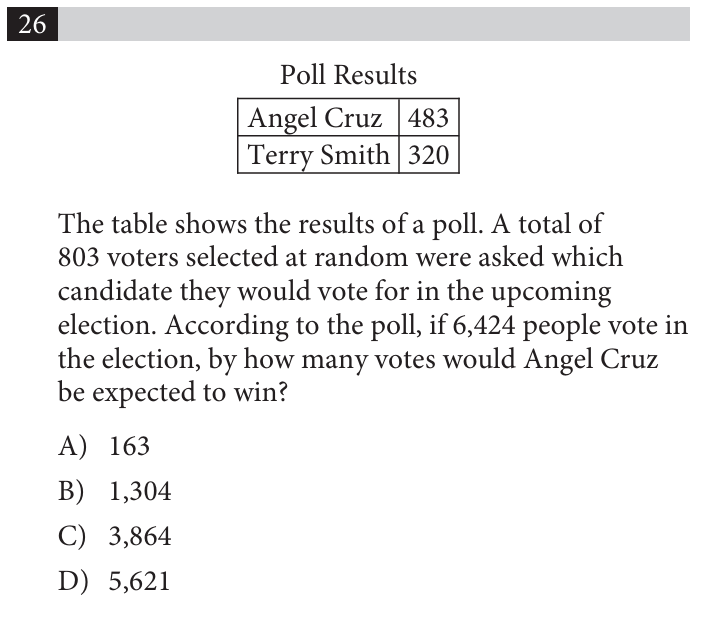 26
Poll Results
Angel Cruz 483
Terry Smith 320
The table shows the results of a poll. A total of
803 voters selected at random were asked which
candidate they would vote for in the upcoming
election. According to the poll, if 6,424 people vote in
the election, by how many votes would Angel Cruz
be expected to win?
A) 163
B) 1,304
C) 3,864
D) 5,621